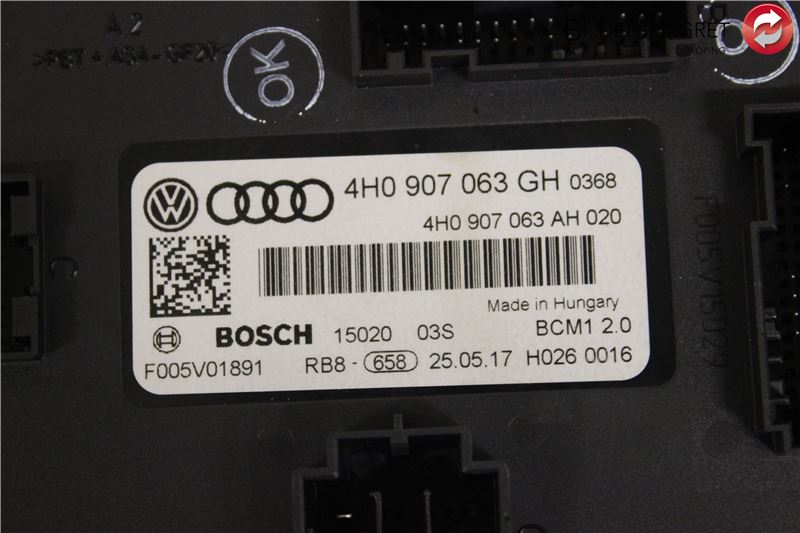 A 2
OK
4H0 907 063 GH 0368
4H0 907 063 AH 020
Made in Hungary
BOSCH 15020 03S BCM1 2.0
F005V01891 RB8 - 658 25.05.17 H026 0016
C